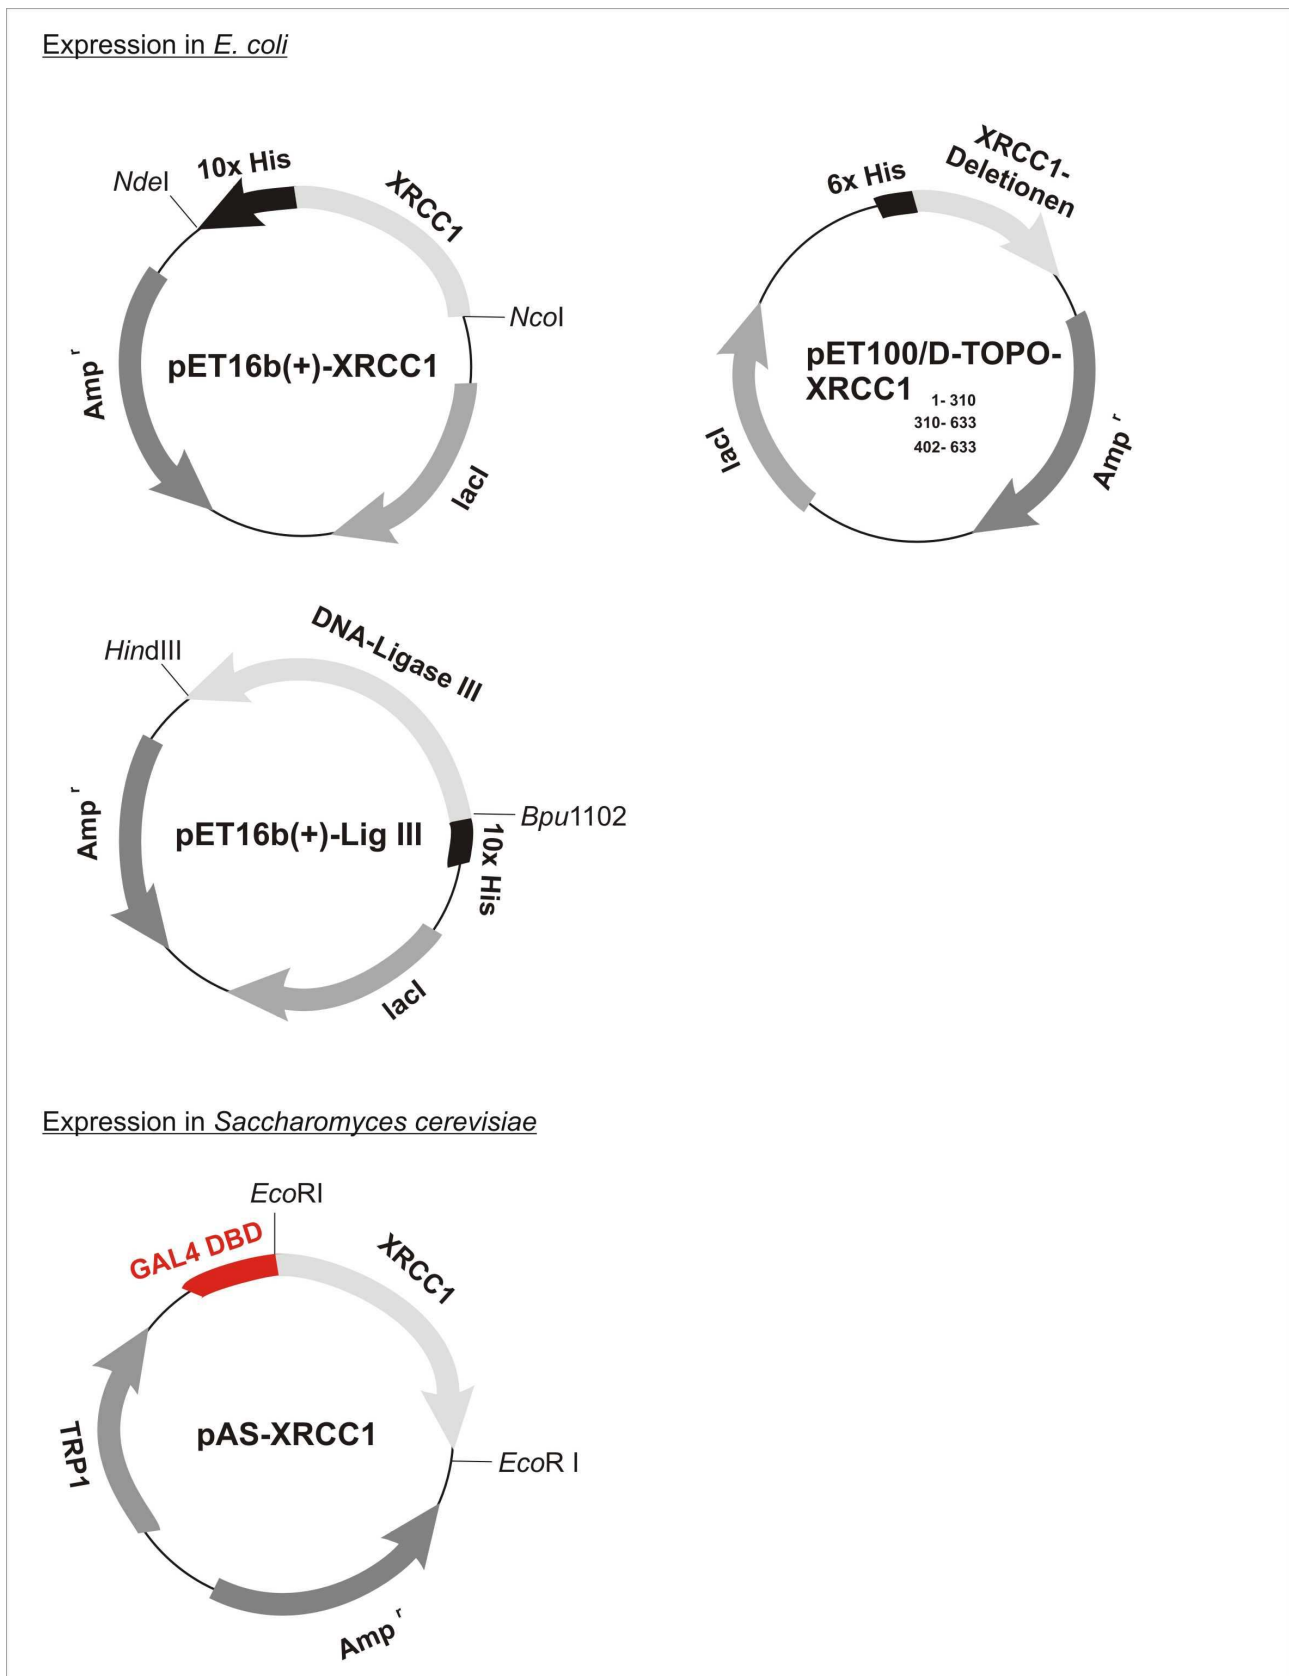 Expression in E. coli
10x His
NdeI
XRCC1
NcoI
Amp r
pET16b(+)-XRCC1
lacI
XRCC1-
Deletionen
6x His
pET100/D-TOPO-
XRCC1
1- 310
310- 633
402- 633
lacI
Amp r
DNA-Ligase III
HindIII
Amp r
pET16b(+)-Lig III
Bpu1102
10x His
lacI
Expression in Saccharomyces cerevisiae
EcoRI
GAL4 DBD
XRCC1
TRP1
pAS-XRCC1
EcoR I
Amp r